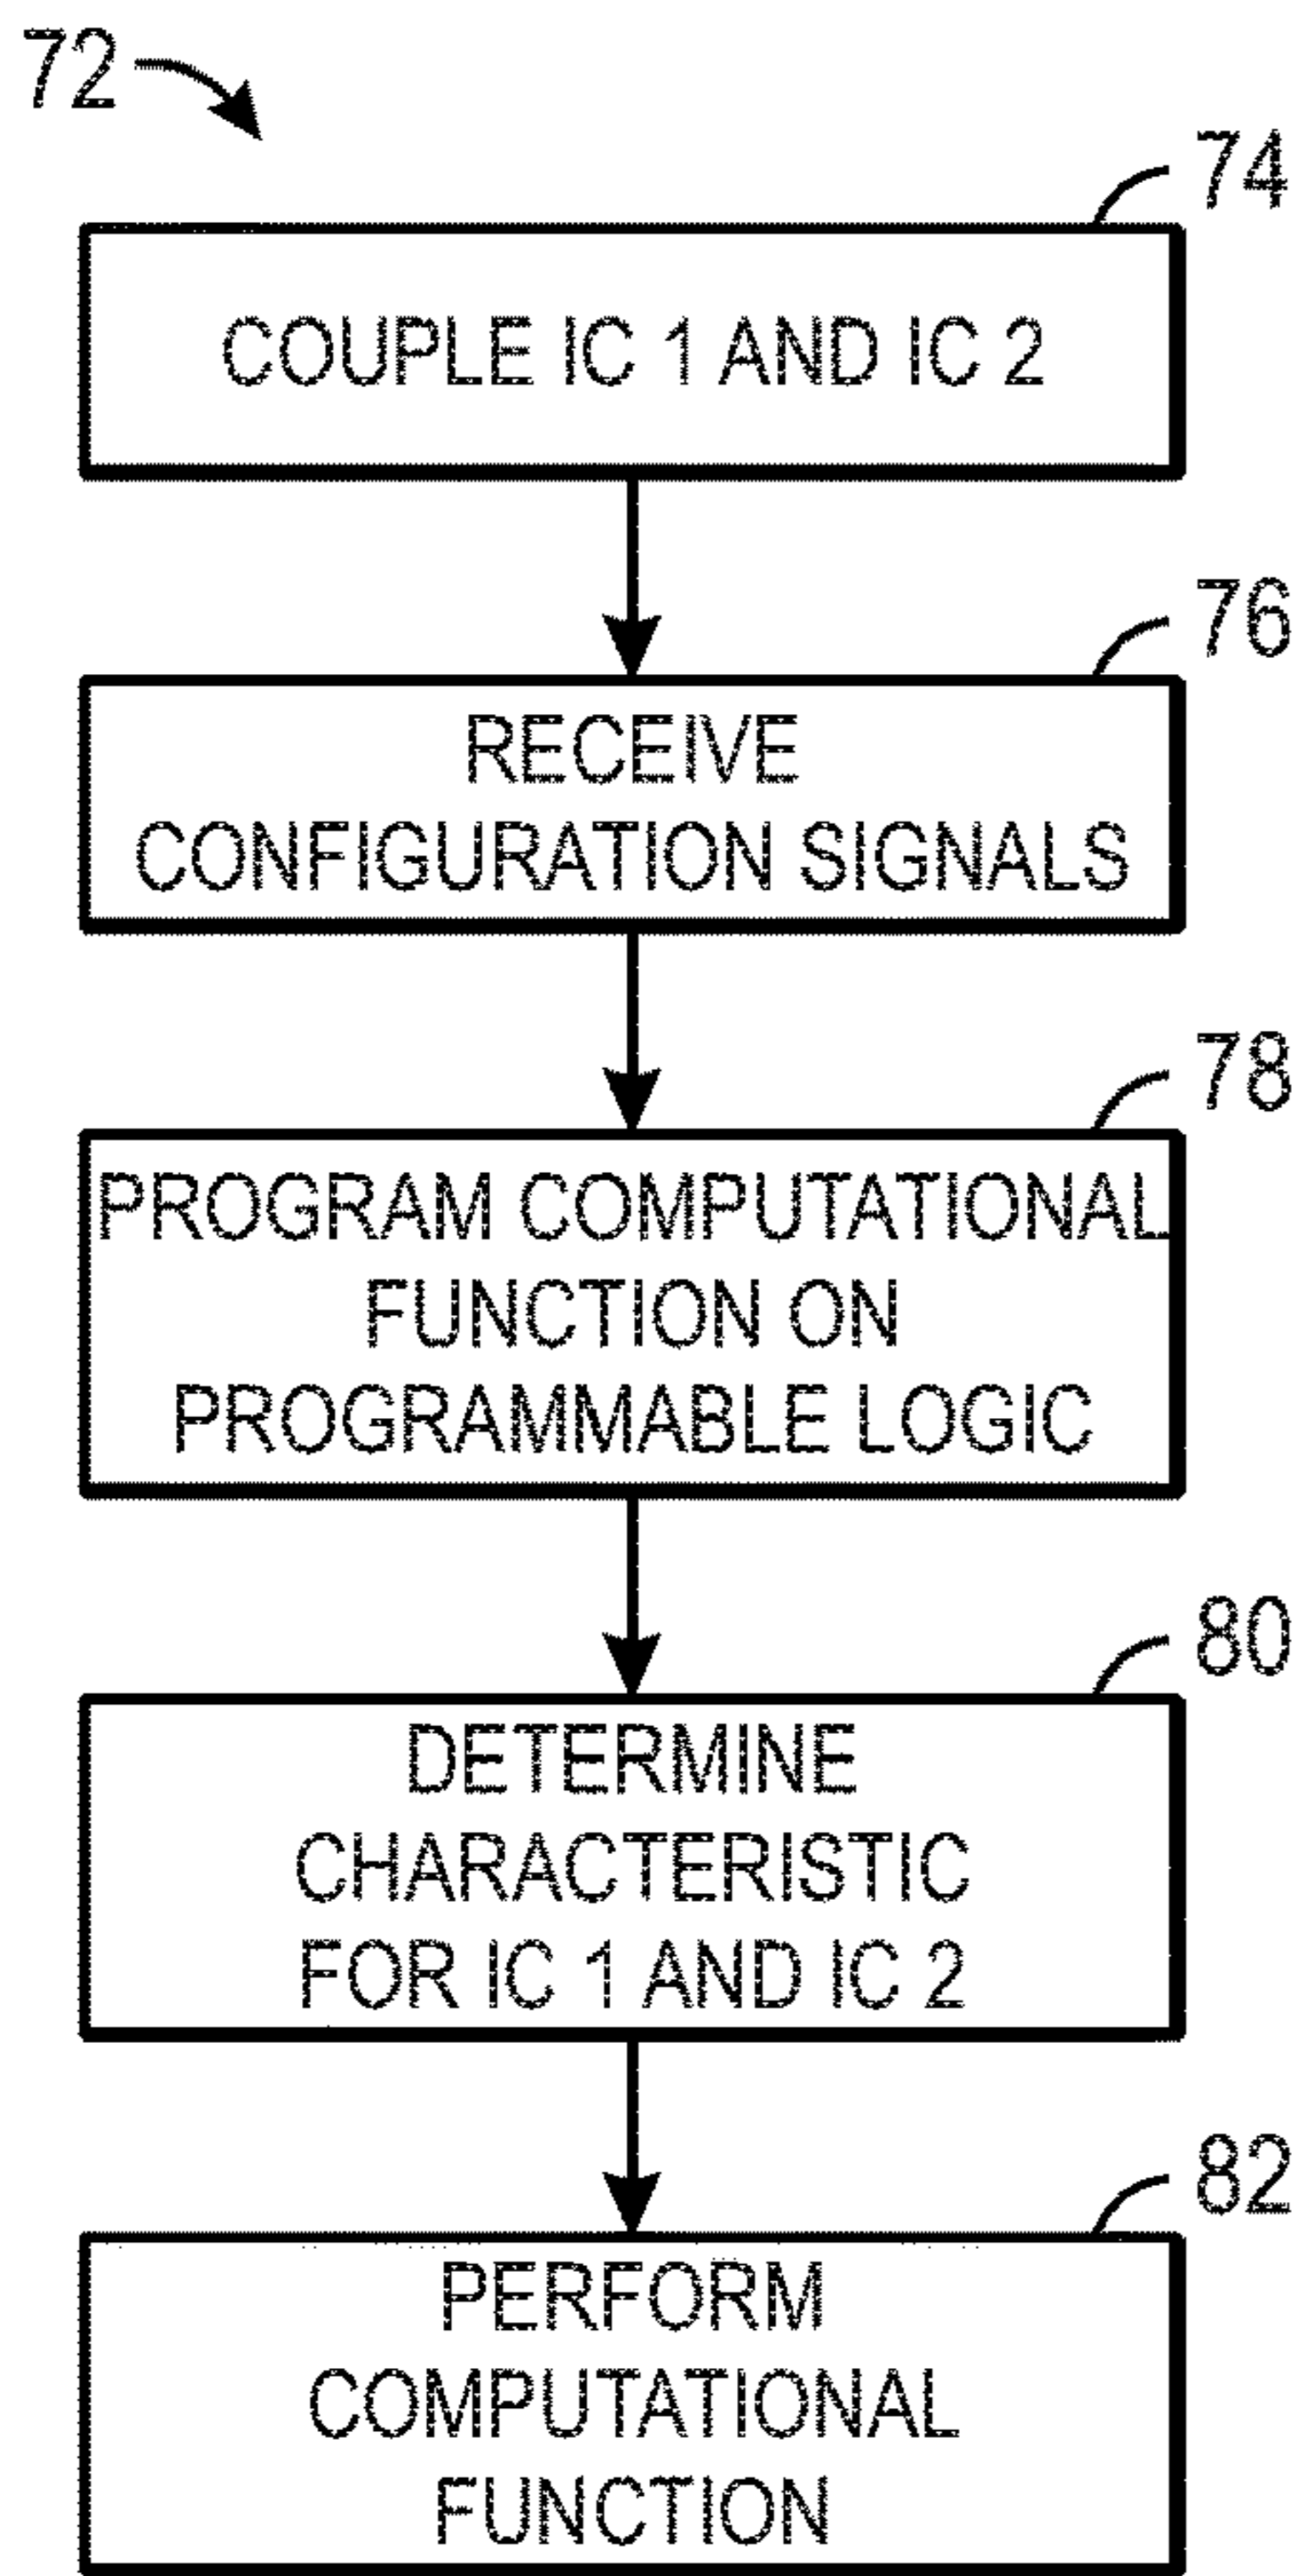 72
74
COUPLE IC 1 AND IC 2
76
RECEIVE
CONFIGURATION SIGNALS
78
PROGRAM COMPUTATIONAL
FUNCTION ON
PROGRAMMABLE LOGIC
80
DETERMINE
CHARACTERISTIC
FOR IC 1 AND IC 2
82
PERFORM
COMPUTATIONAL
FUNCTION